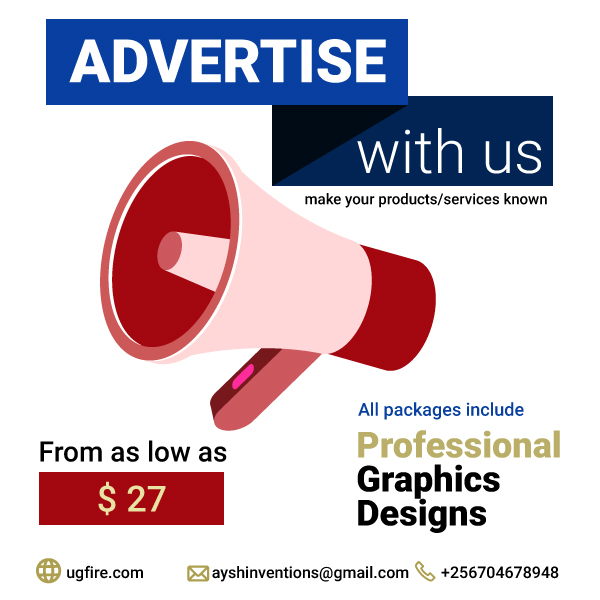 ADVERTISE
with us
make your products/services known
All packages include
Professional
Graphics
Designs
From as low as
$ 27
ugfire.com
ayshinventions@gmail.com
+256704678948